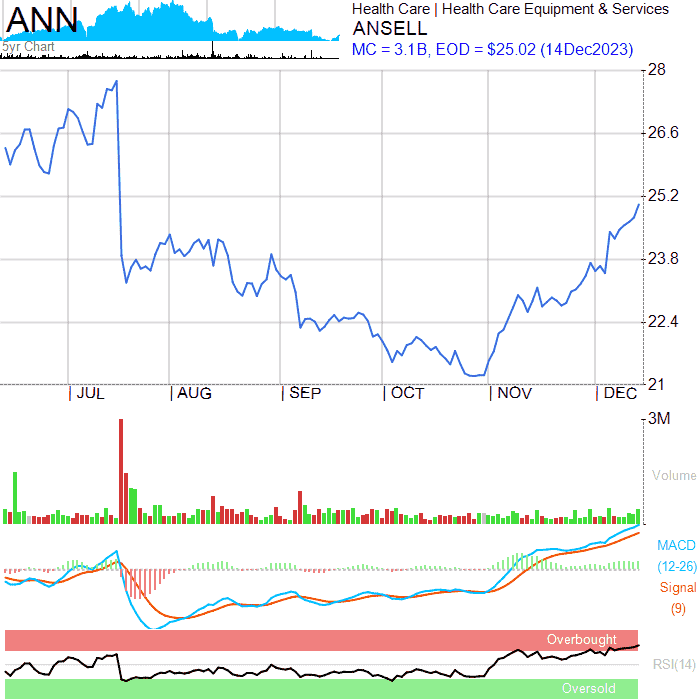 ANN
5yr Chart
Health Care | Health Care Equipment & Services
ANSELL
MC = 3.1B, EOD = $25.02 (14Dec2023)
28
26.6
25.2
23.8
22.4
21
JUL AUG SEP OCT NOV DEC
3M
Volume
MACD
(12-26)
Signal
(9)
Overbought
RSI(14)
Oversold